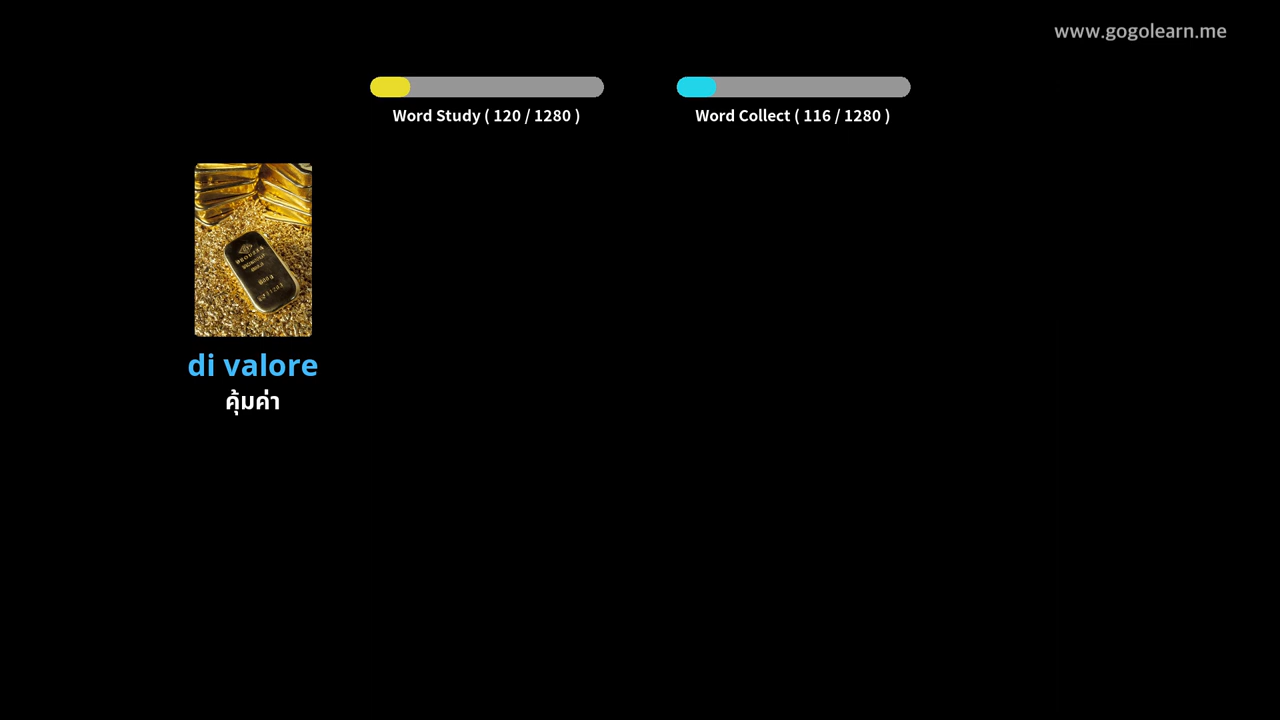 www.gogolearn.me
Word Study ( 120 / 1280 )
Word Collect ( 116 / 1280 )
di valore
คุ้มค่า